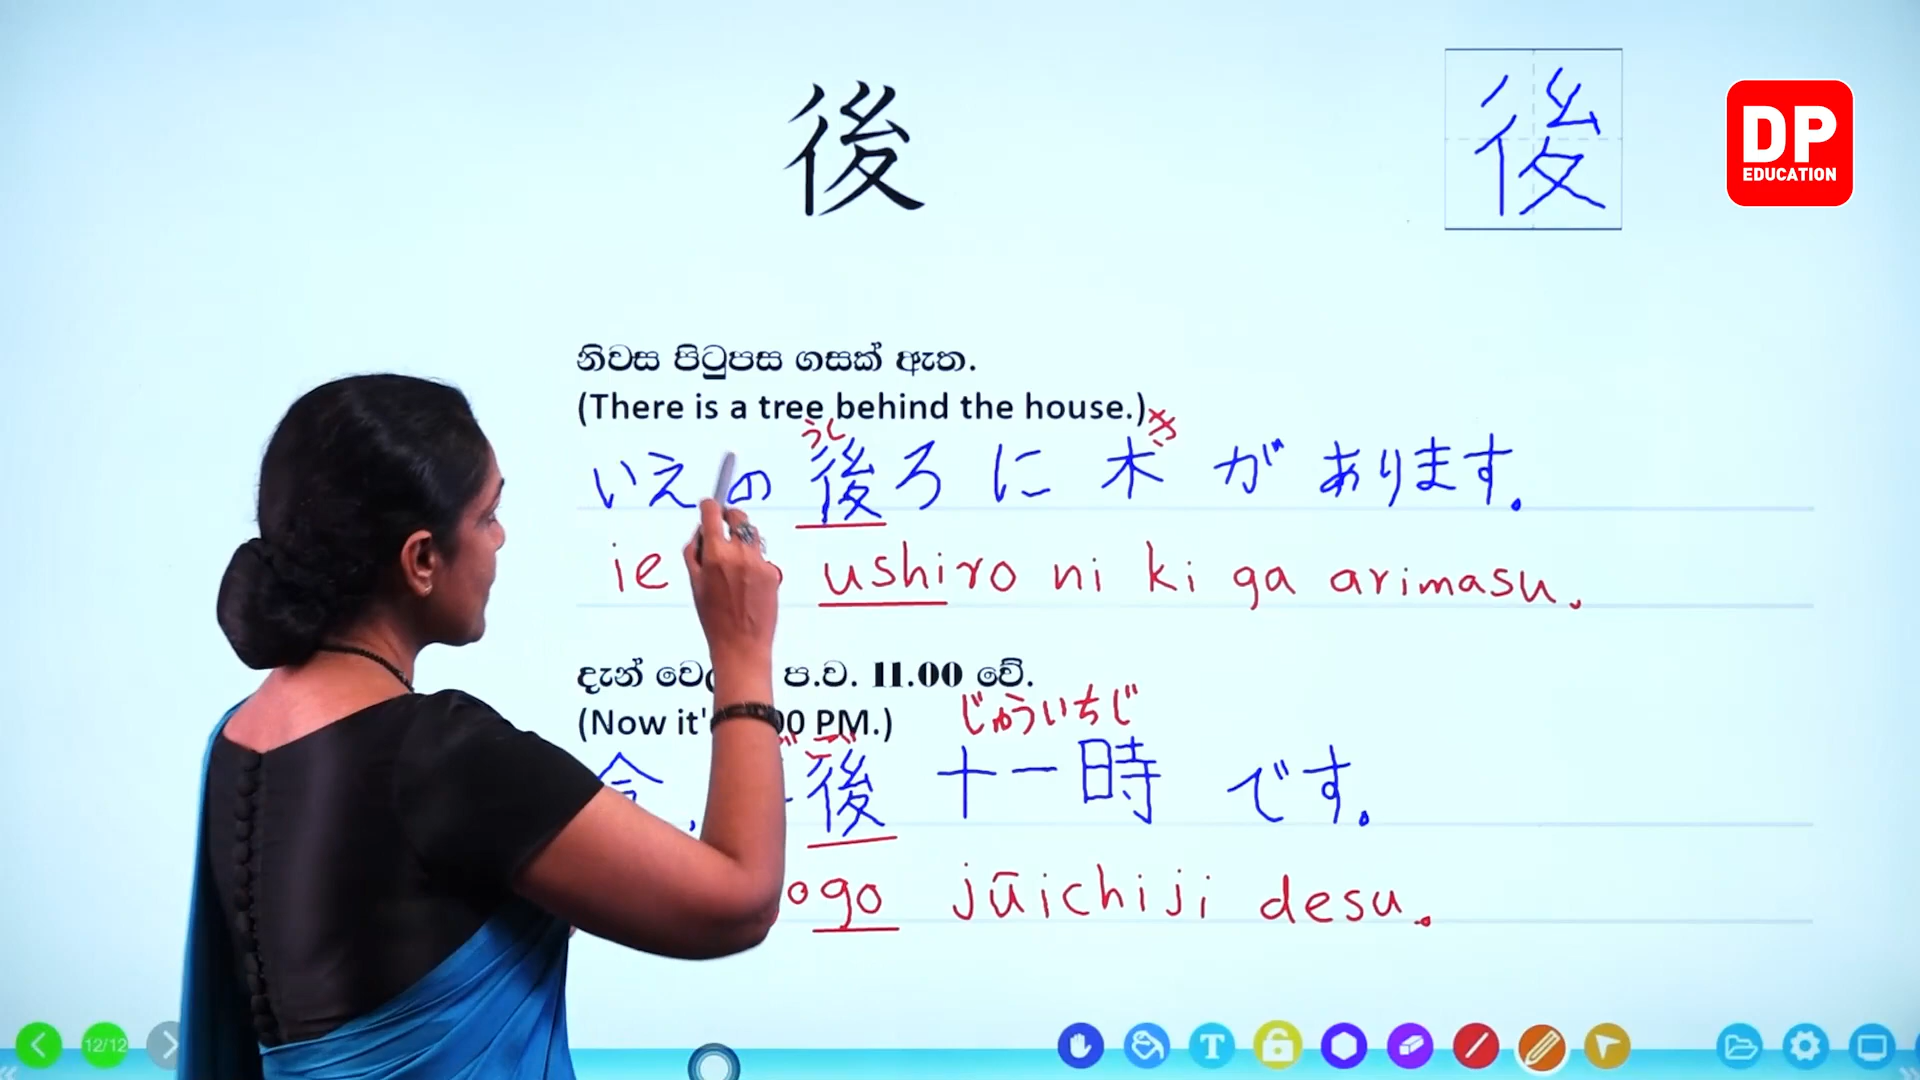 後
後
DP
EDUCATION
නිවස පිටුපස ගසක් ඇත.
(There is a tree behind the house.)
うし き
いえの後ろ に 木 が あります。
ie ushiro ni ki ga arimasu.
දැන් ප.ව. 11.00 වේ.
(Now it' PM.)
じゅういちじ
ご
今、 後 十一時 です。
ogo jūichiji desu.
12/12
T